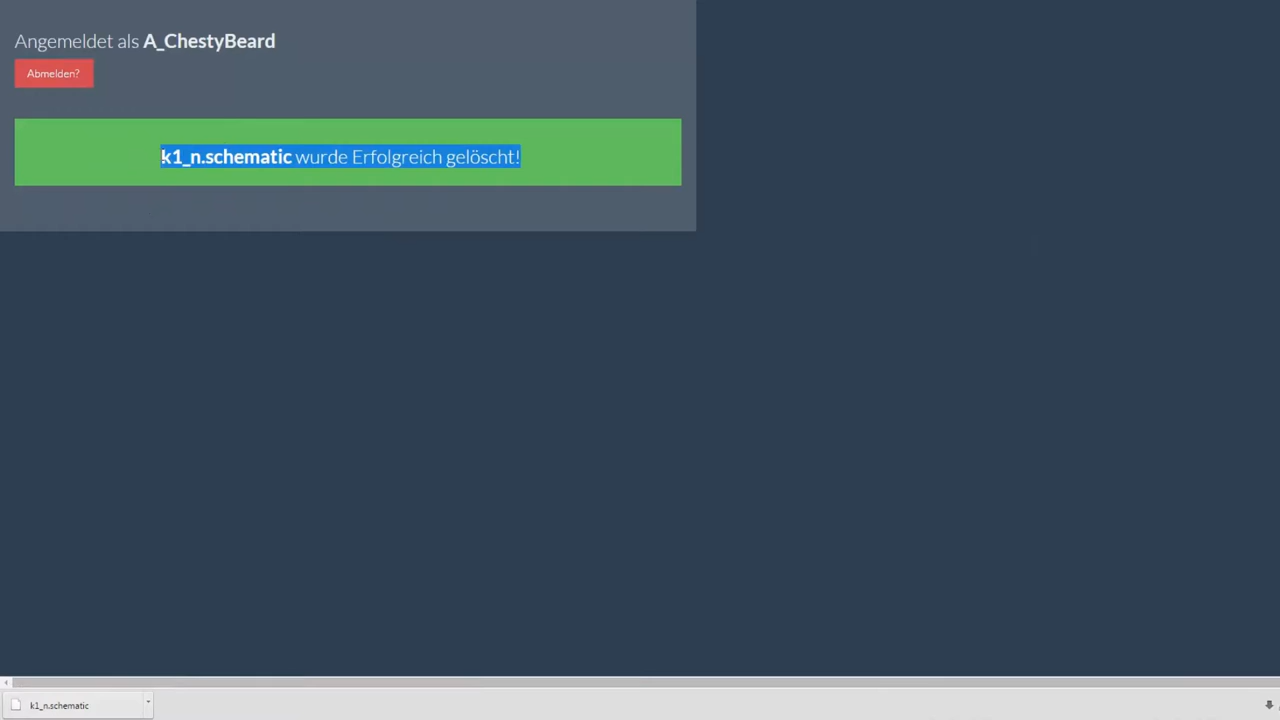 Angemeldet als A_ChestyBeard
Abmelden?
k1_n.schematic wurde Erfolgreich gelöscht!
k1_n.schematic